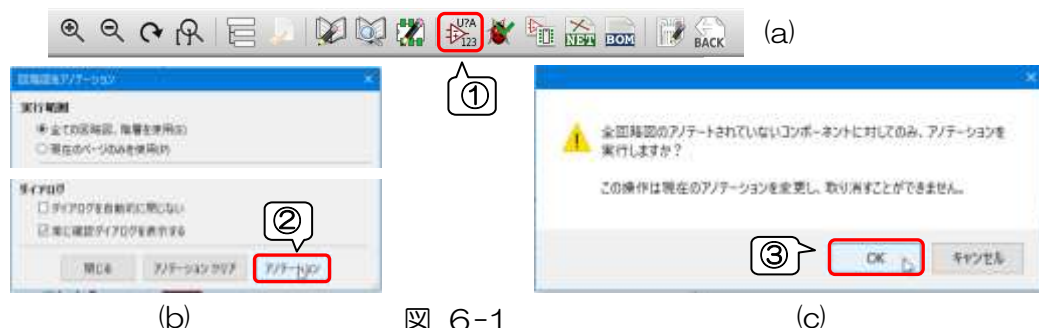 U?A
123
NET
BOM
BACK
(a)
①
回路図をアノテーション
実行範囲
全ての回路図、階層を使用(S)
現在のページのみを使用(P)
ダイアログ
ダイアログを自動的に閉じない
常に確認ダイアログを表示する
②
閉じる
アノテーション クリア
アノテーション
(b)
全回路図のアノテートされていないコンポーネントに対してのみ、アノテーションを
実行しますか？
この操作は現在のアノテーションを変更し、取り消すことができません。
③
OK
キャンセル
(c)
図 6-1